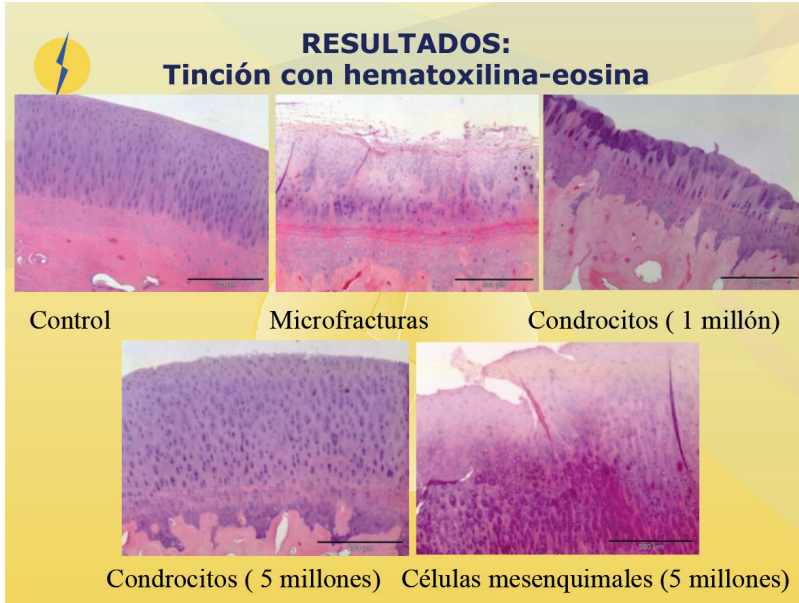 RESULTADOS:
Tinción con hematoxilina-eosina
Control
Microfracturas
Condrocitos ( 1 millón)
Condrocitos ( 5 millones)
Células mesenquimales (5 millones)